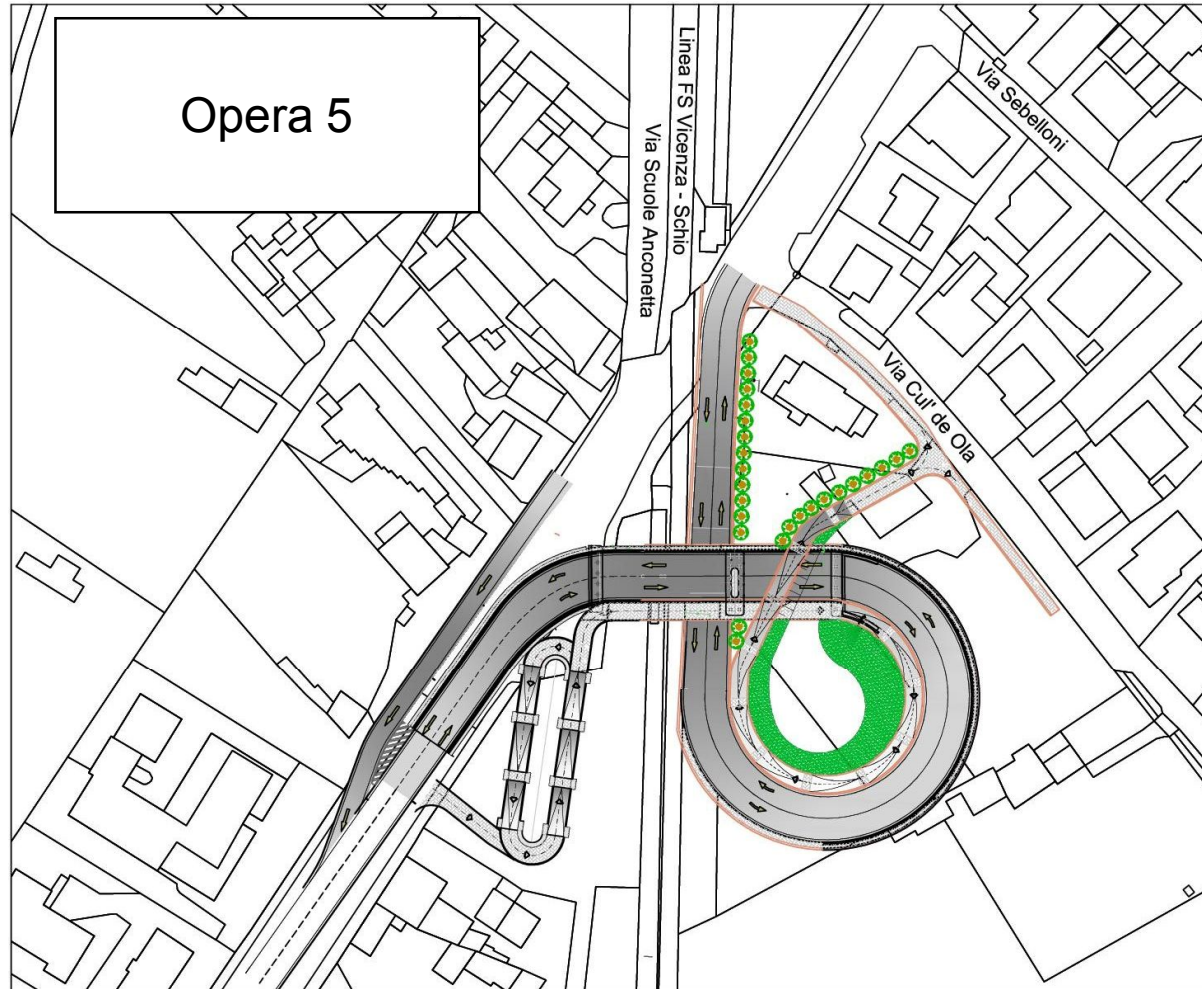 Opera 5
Linea FS Vicenza - Schio
Via Scuole Anconetta
Via Sebelloni
Via Cul' de Ola